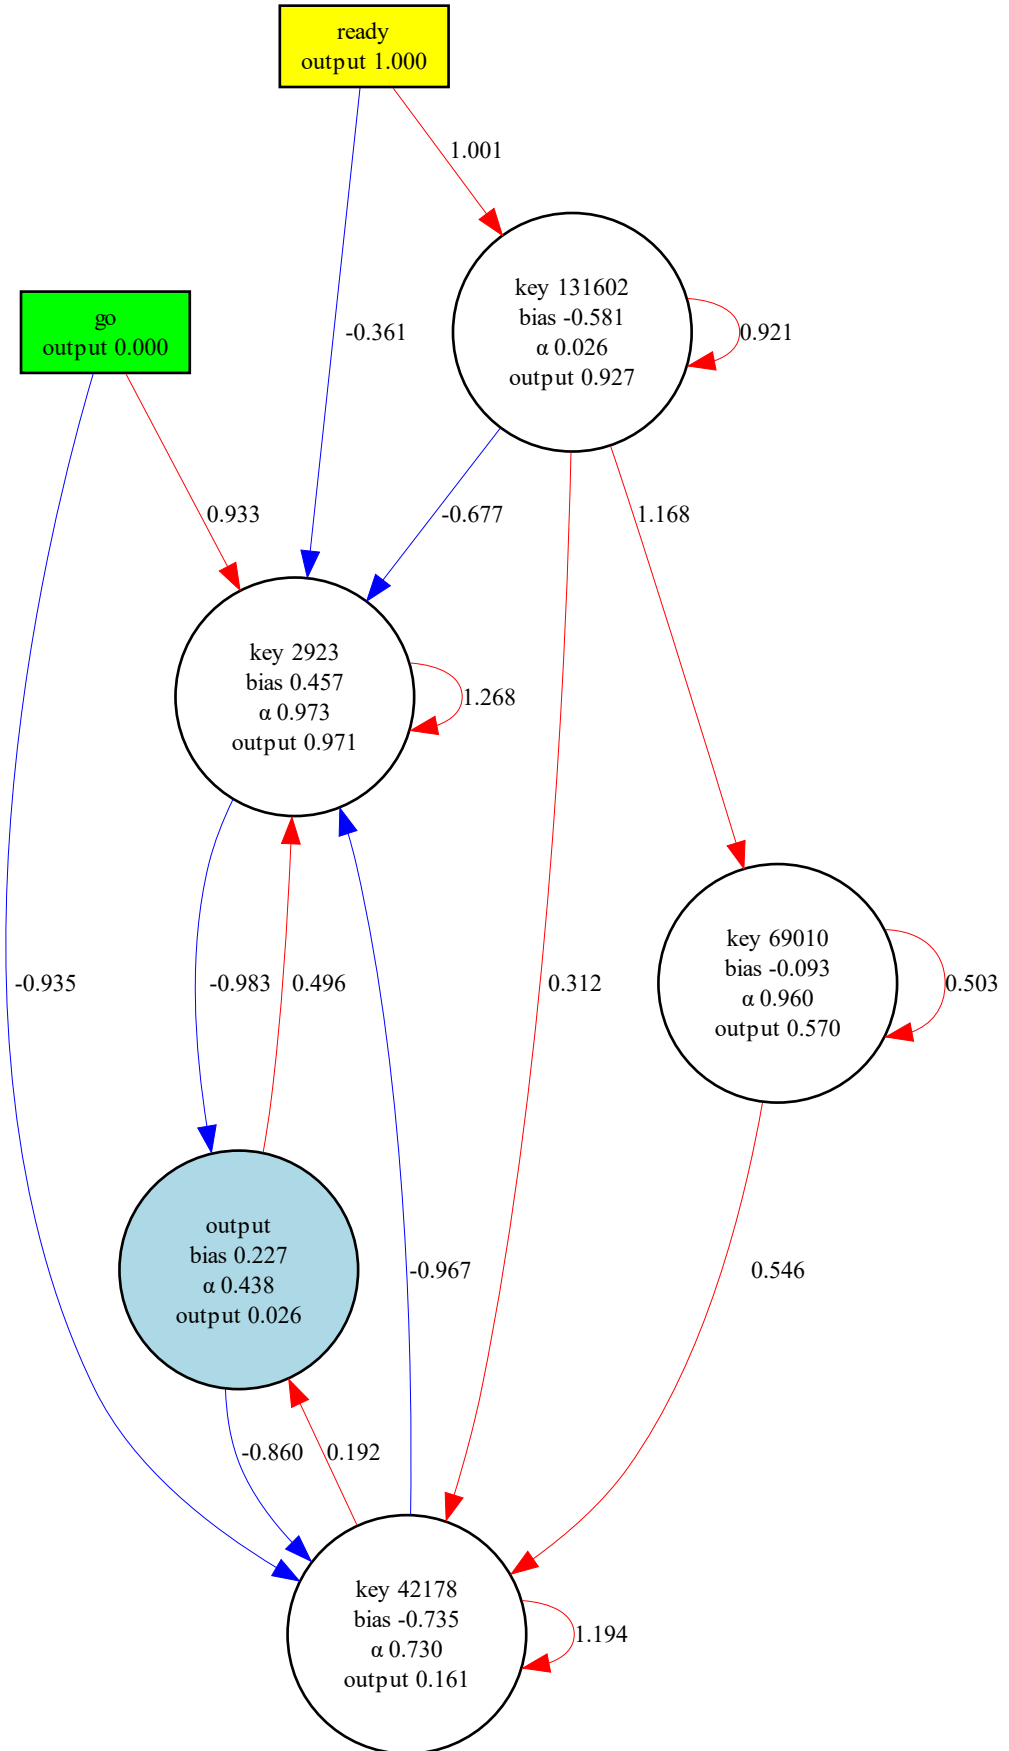 ready
output 1.000
1.001
key 131602
bias -0.581
α 0.026
output 0.927
0.921
go
output 0.000
-0.361
0.933
-0.677
1.168
key 2923
bias 0.457
α 0.973
output 0.971
1.268
key 69010
bias -0.093
α 0.960
output 0.570
0.503
-0.935
-0.983
0.496
0.312
output
bias 0.227
α 0.438
output 0.026
-0.967
0.546
-0.860
0.192
key 42178
bias -0.735
α 0.730
output 0.161
1.194